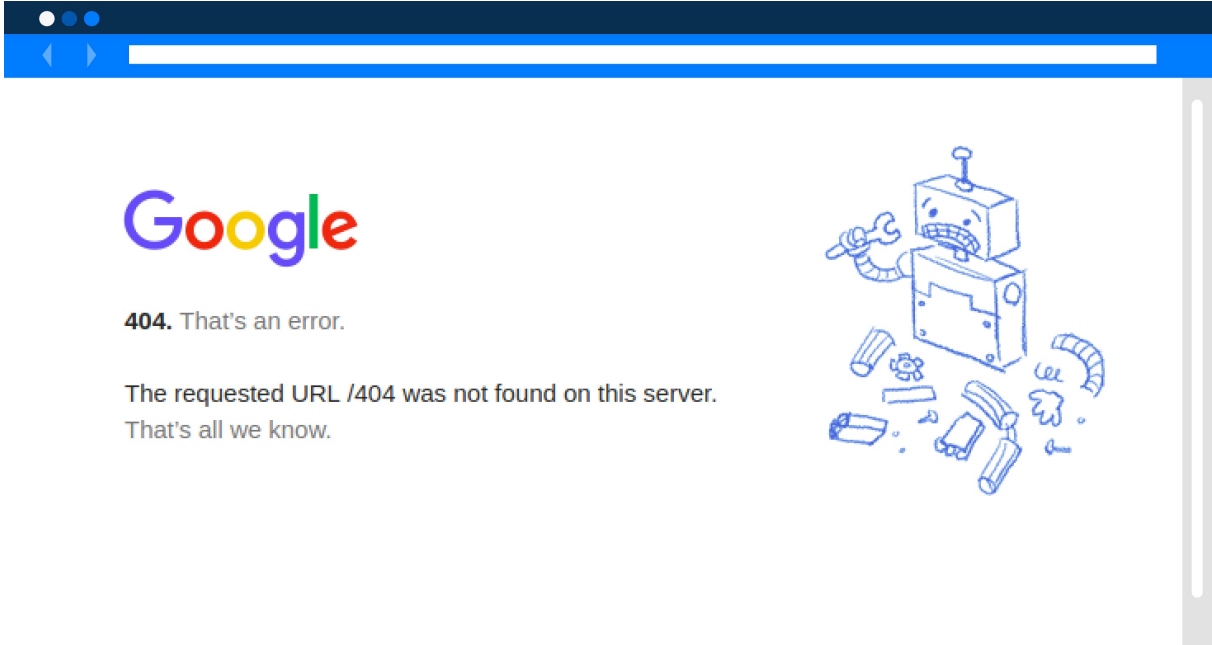 Google
404. That’s an error.
The requested URL /404 was not found on this server.
That’s all we know.